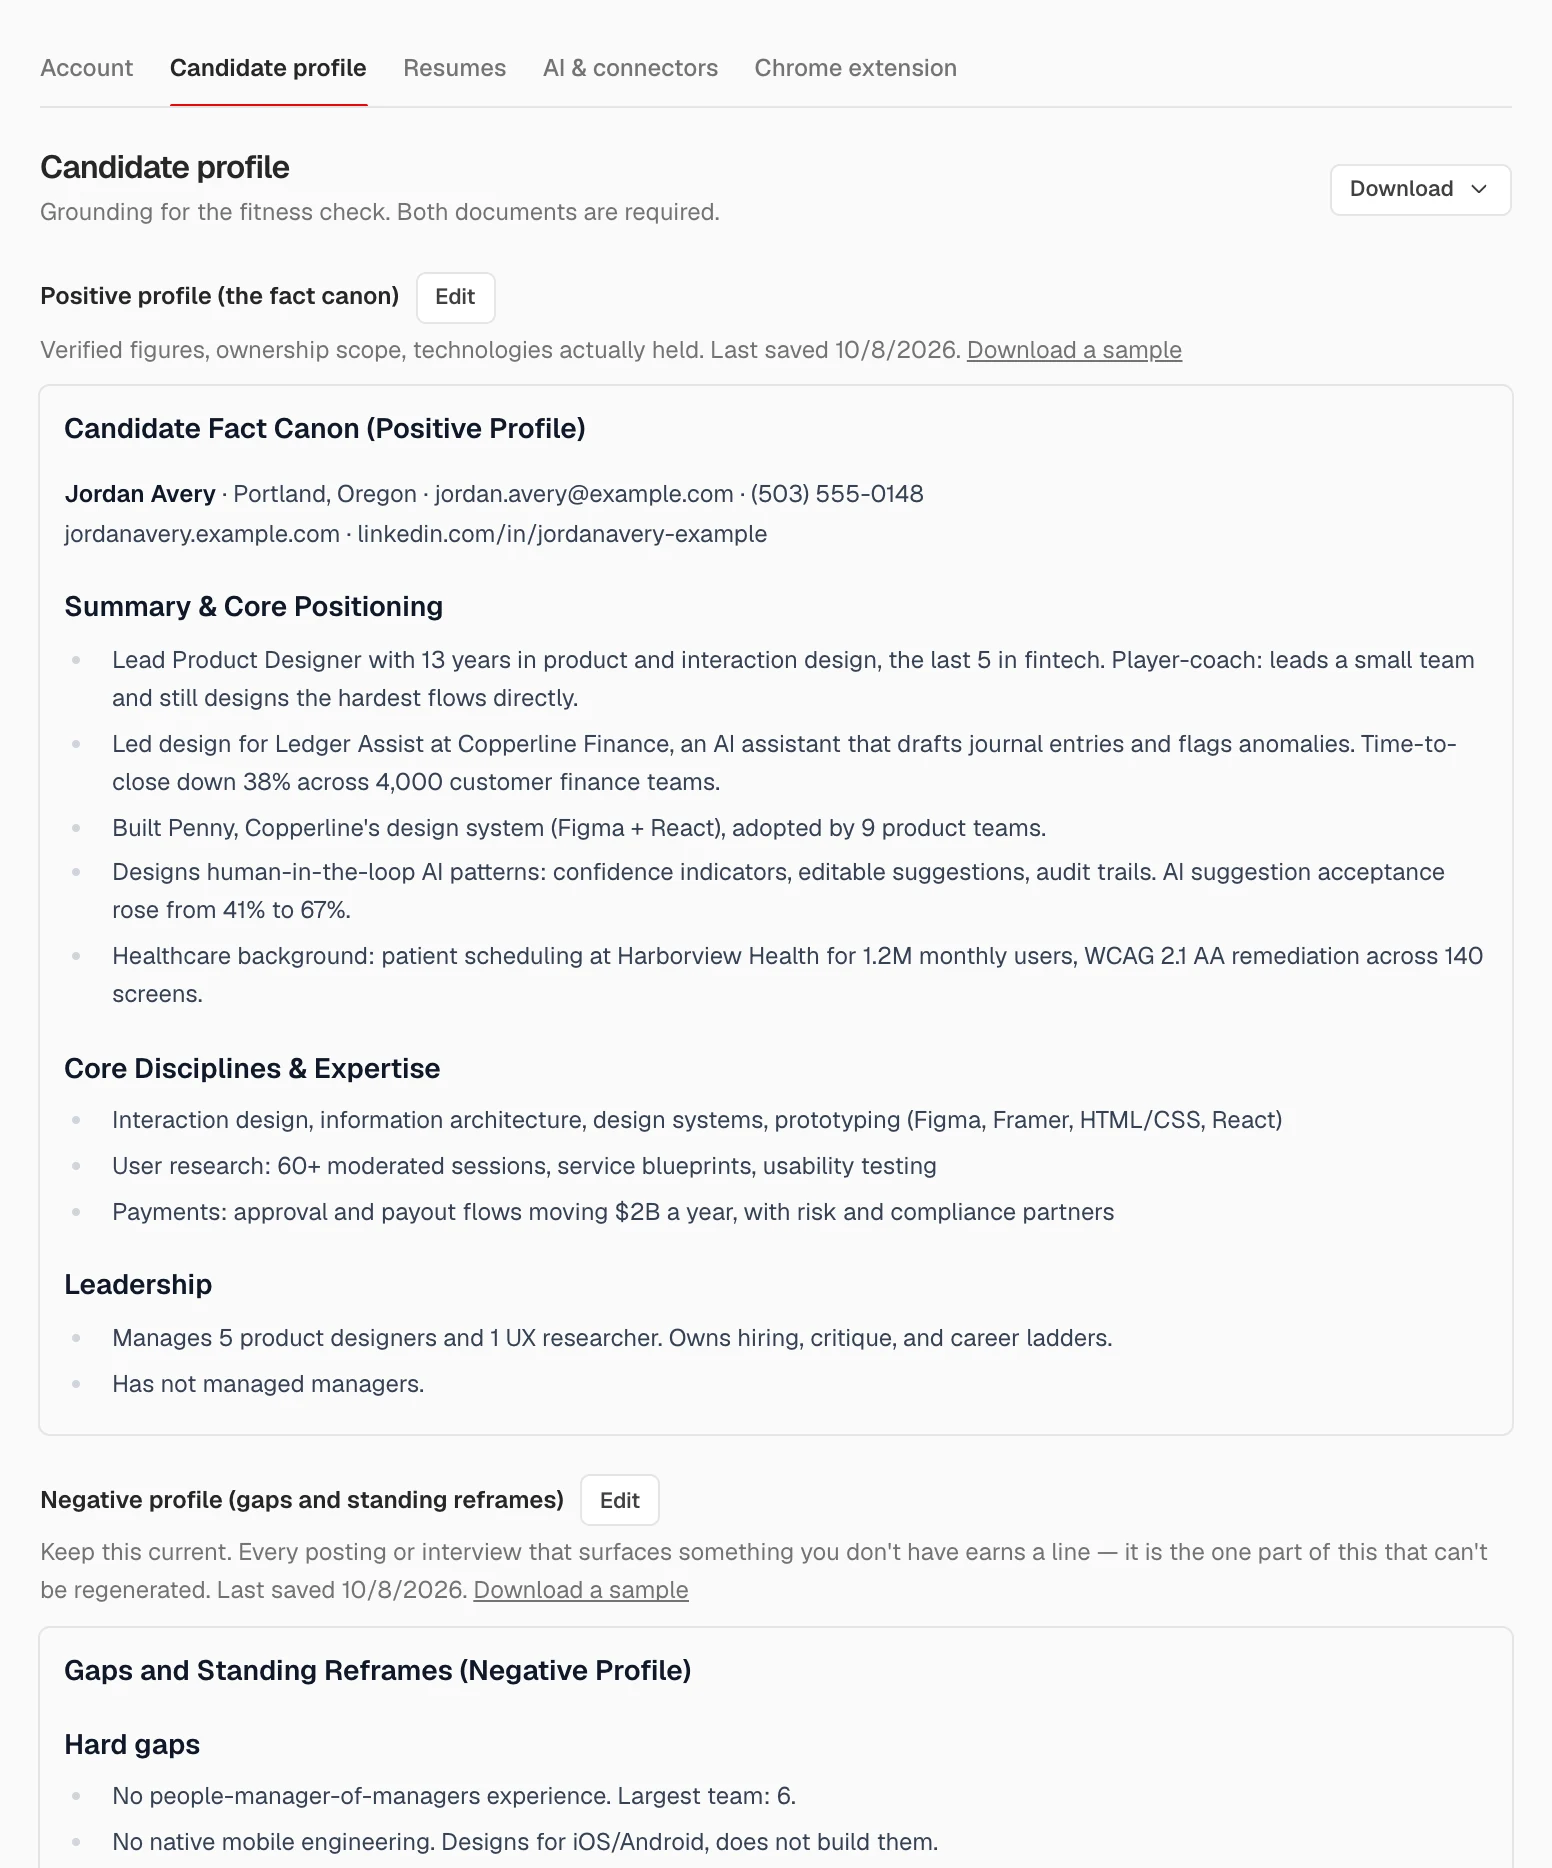 Account Candidate profile Resumes AI & connectors Chrome extension
Candidate profile
Grounding for the fitness check. Both documents are required.
Download
Positive profile (the fact canon) Edit
Verified figures, ownership scope, technologies actually held. Last saved 10/8/2026. Download a sample
Candidate Fact Canon (Positive Profile)
Jordan Avery · Portland, Oregon · jordan.avery@example.com · (503) 555-0148
jordanavery.example.com · linkedin.com/in/jordanavery-example
Summary & Core Positioning
Lead Product Designer with 13 years in product and interaction design, the last 5 in fintech. Player-coach: leads a small team
and still designs the hardest flows directly.
Led design for Ledger Assist at Copperline Finance, an AI assistant that drafts journal entries and flags anomalies. Time-to-
close down 38% across 4,000 customer finance teams.
Built Penny, Copperline's design system (Figma + React), adopted by 9 product teams.
Designs human-in-the-loop AI patterns: confidence indicators, editable suggestions, audit trails. AI suggestion acceptance
rose from 41% to 67%.
Healthcare background: patient scheduling at Harborview Health for 1.2M monthly users, WCAG 2.1 AA remediation across 140
screens.
Core Disciplines & Expertise
Interaction design, information architecture, design systems, prototyping (Figma, Framer, HTML/CSS, React)
User research: 60+ moderated sessions, service blueprints, usability testing
Payments: approval and payout flows moving $2B a year, with risk and compliance partners
Leadership
Manages 5 product designers and 1 UX researcher. Owns hiring, critique, and career ladders.
Has not managed managers.
Negative profile (gaps and standing reframes) Edit
Keep this current. Every posting or interview that surfaces something you don't have earns a line — it is the one part of this that can't
be regenerated. Last saved 10/8/2026. Download a sample
Gaps and Standing Reframes (Negative Profile)
Hard gaps
No people-manager-of-managers experience. Largest team: 6.
No native mobile engineering. Designs for iOS/Android, does not build them.